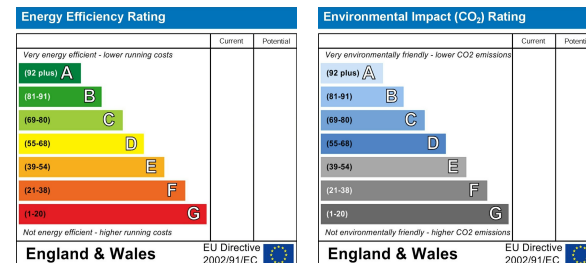 Energy Efficiency Rating
Current Potential
Very energy efficient - lower running costs
(92 plus) A
(81-91) B
(69-80) C
(55-68) D
(39-54) E
(21-38) F
(1-20) G
Not energy efficient - higher running costs
England & Wales
EU Directive
2002/91/EC
Environmental Impact (CO₂) Rating
Current Potenti
Very environmentally friendly - lower CO2 emissions
(92 plus) A
(81-91) B
(69-80) C
(55-68) D
(39-54) E
(21-38) F
(1-20) G
Not environmentally friendly - higher CO2 emissions
England & Wales
EU Directive
2002/91/EC